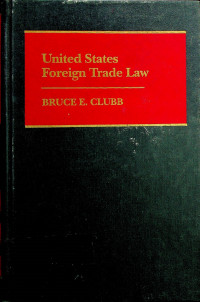 United States
Foreign Trade Law
BRUCE E. CLUBB